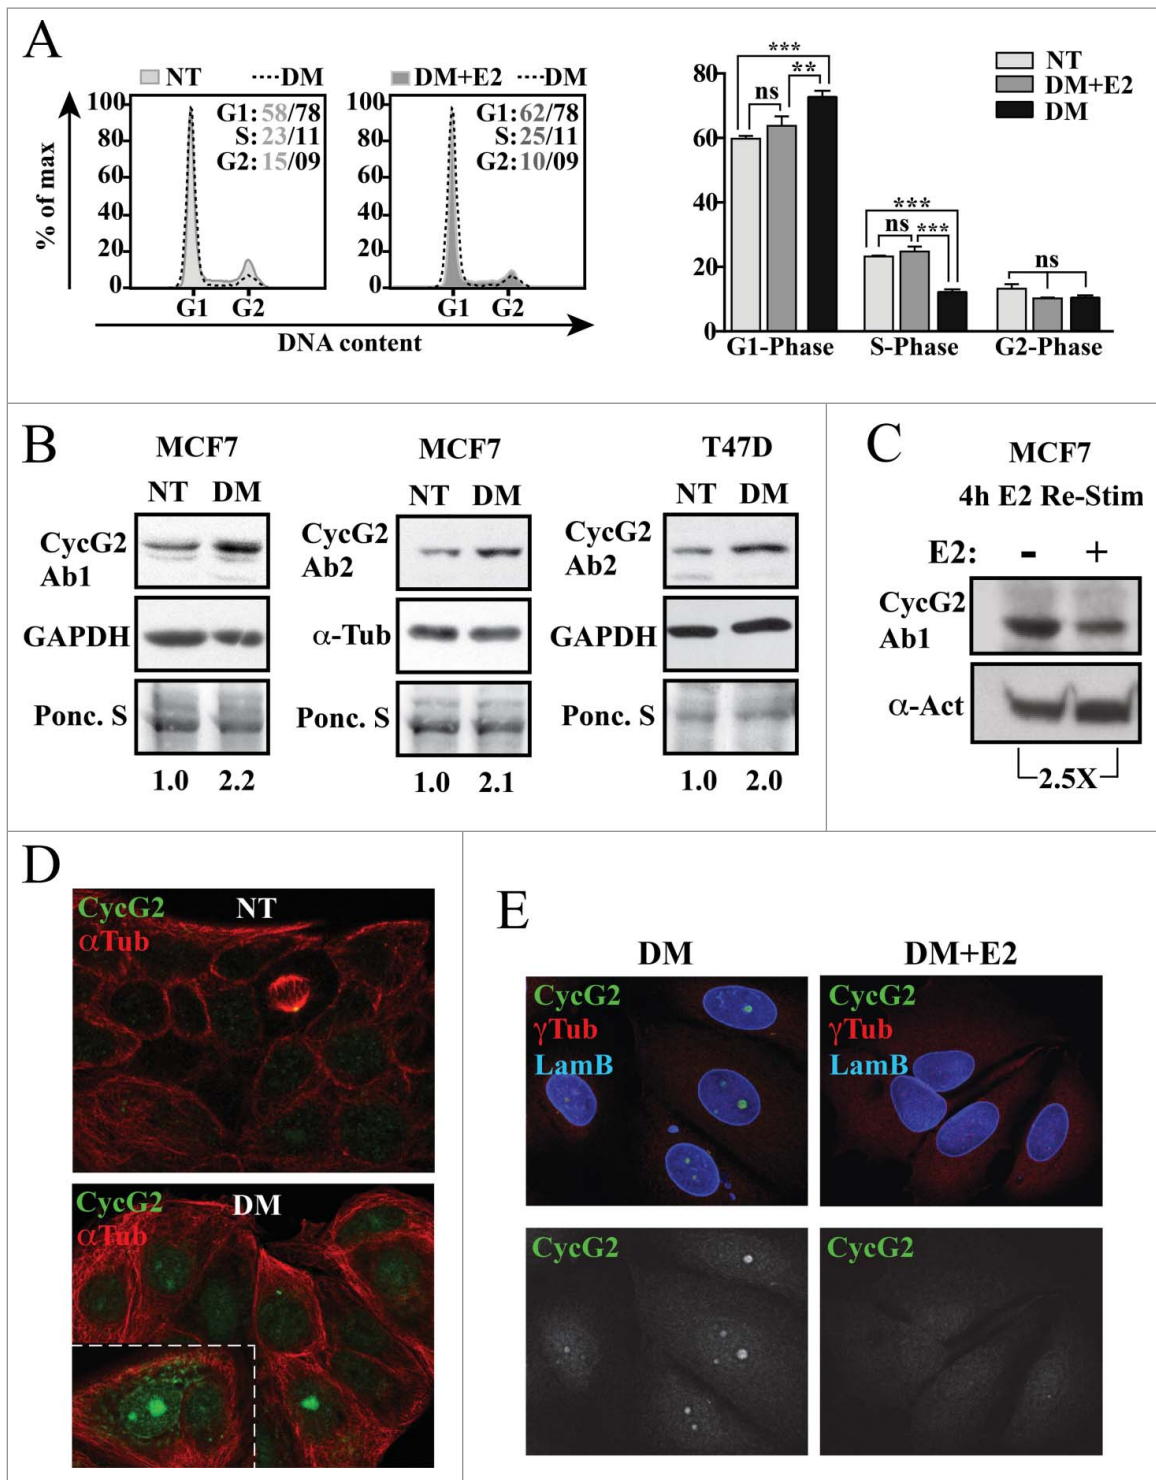 A
NT DM
DM+E2 DM
% of max
100
80
60
40
20
0
G1: 58/78
S: 23/11
G2: 15/09
G1 G2
100
80
60
40
20
0
G1: 62/78
S: 25/11
G2: 10/09
G1 G2
DNA content
80
60
40
20
0
***
**
ns
***
ns ***
ns
NT
DM+E2
DM
G1-Phase S-Phase G2-Phase
B
MCF7
NT DM
CycG2
Ab1
GAPDH
Ponc. S
1.0 2.2
MCF7
NT DM
CycG2
Ab2
α-Tub
Ponc. S
1.0 2.1
T47D
NT DM
CycG2
Ab2
GAPDH
Ponc. S
1.0 2.0
C
MCF7
4h E2 Re-Stim
E2: - +
CycG2
Ab1
α-Act
2.5X
D
CycG2 NT
αTub
CycG2 DM
αTub
E
DM DM+E2
CycG2
γTub
LamB
CycG2
γTub
LamB
CycG2
CycG2